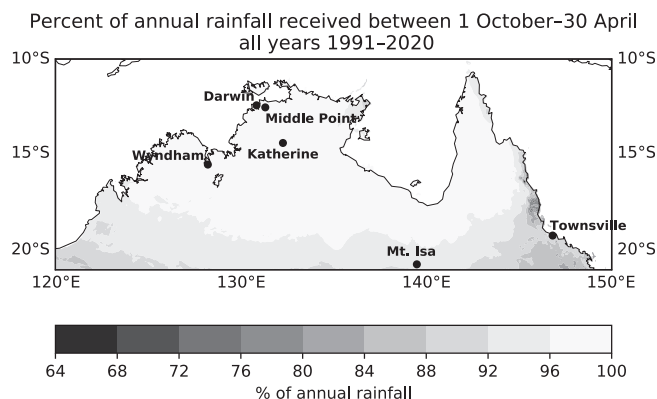 Percent of annual rainfall received between 1 October–30 April
all years 1991–2020
10°S 10°S
Darwin
Middle Point
15°S Wyndham Katherine 15°S
Townsville
20°S Mt. Isa 20°S
120°E 130°E 140°E 150°E
64 68 72 76 80 84 88 92 96 100
% of annual rainfall